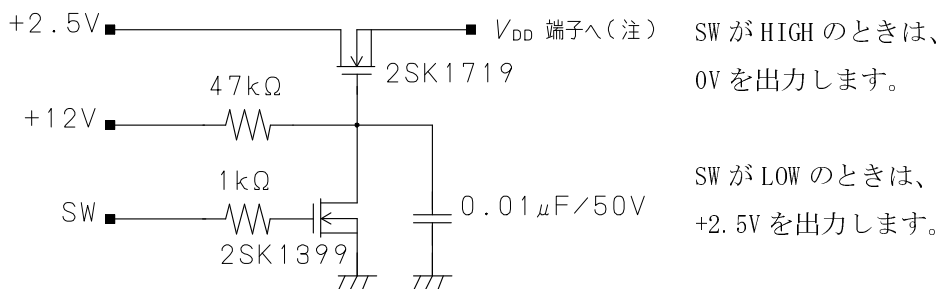 +2.5V
VDD 端子へ(注)
2SK1719
47kΩ
+12V
1kΩ
SW
2SK1399
0.01μF/50V
SW が HIGH のときは、
0V を出力します。
SW が LOW のときは、
+2.5V を出力します。